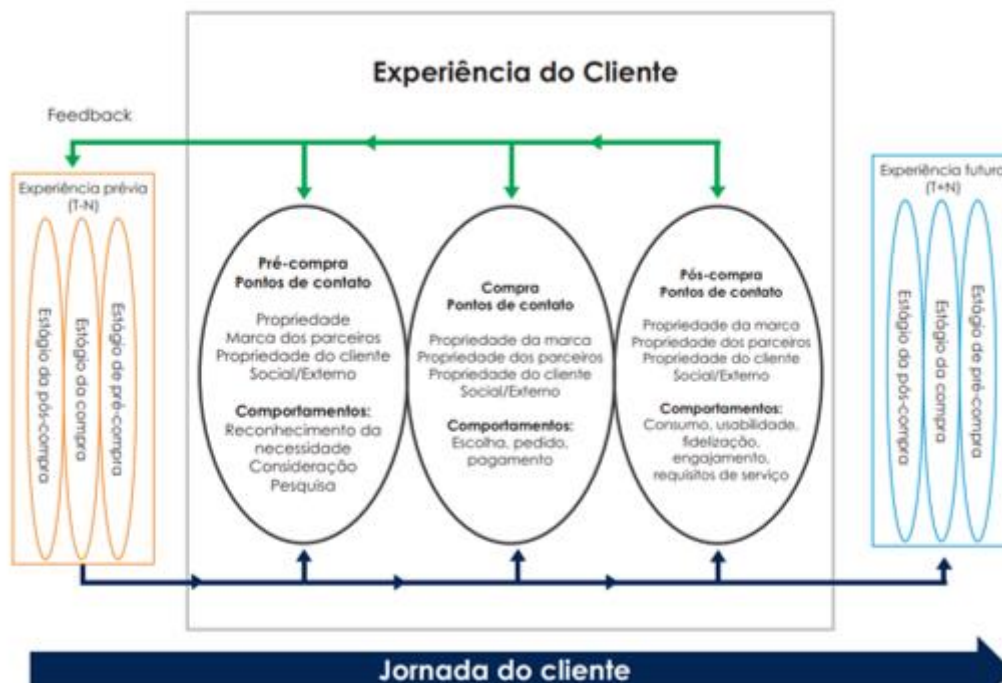 Experiência do Cliente
Feedback
Experiência prévia
(T-N)
Estágio da pós-compra
Estágio da compra
Estágio de pré-compra
Pré-compra
Pontos de contato
Propriedade
Marca dos parceiros
Propriedade do cliente
Social/Externo
Comportamentos:
Reconhecimento da
necessidade
Consideração
Pesquisa
Compra
Pontos de contato
Propriedade da marca
Propriedade dos parceiros
Propriedade do cliente
Social/Externo
Comportamentos:
Escolha, pedido,
pagamento
Pós-compra
Pontos de contato
Propriedade da marca
Propriedade dos parceiros
Propriedade do cliente
Social/Externo
Comportamentos:
Consumo, usabilidade,
fidelização,
engajamento,
requisitos de serviço
Experiência futura
(T+N)
Estágio da pós-compra
Estágio da compra
Estágio de pré-compra
Jornada do cliente